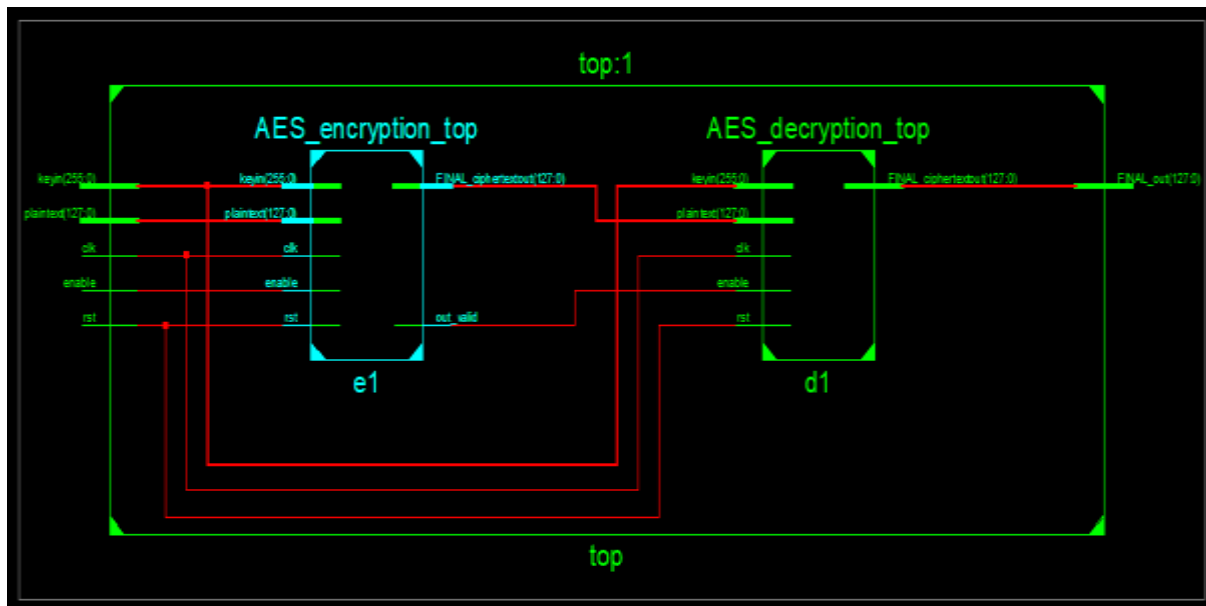 top:1
AES_encryption_top
AES_decryption_top
keyin(255:0)
keyin(255:0)
FINAL_ciphertextout(127:0)
keyin(255:0)
FINAL_ciphertextout(127:0)
FINAL_out(127:0)
plaintext(127:0)
plaintext(127:0)
plaintext(127:0)
clk
clk
clk
enable
enable
enable
rst
rst
out_valid
rst
e1
d1
top